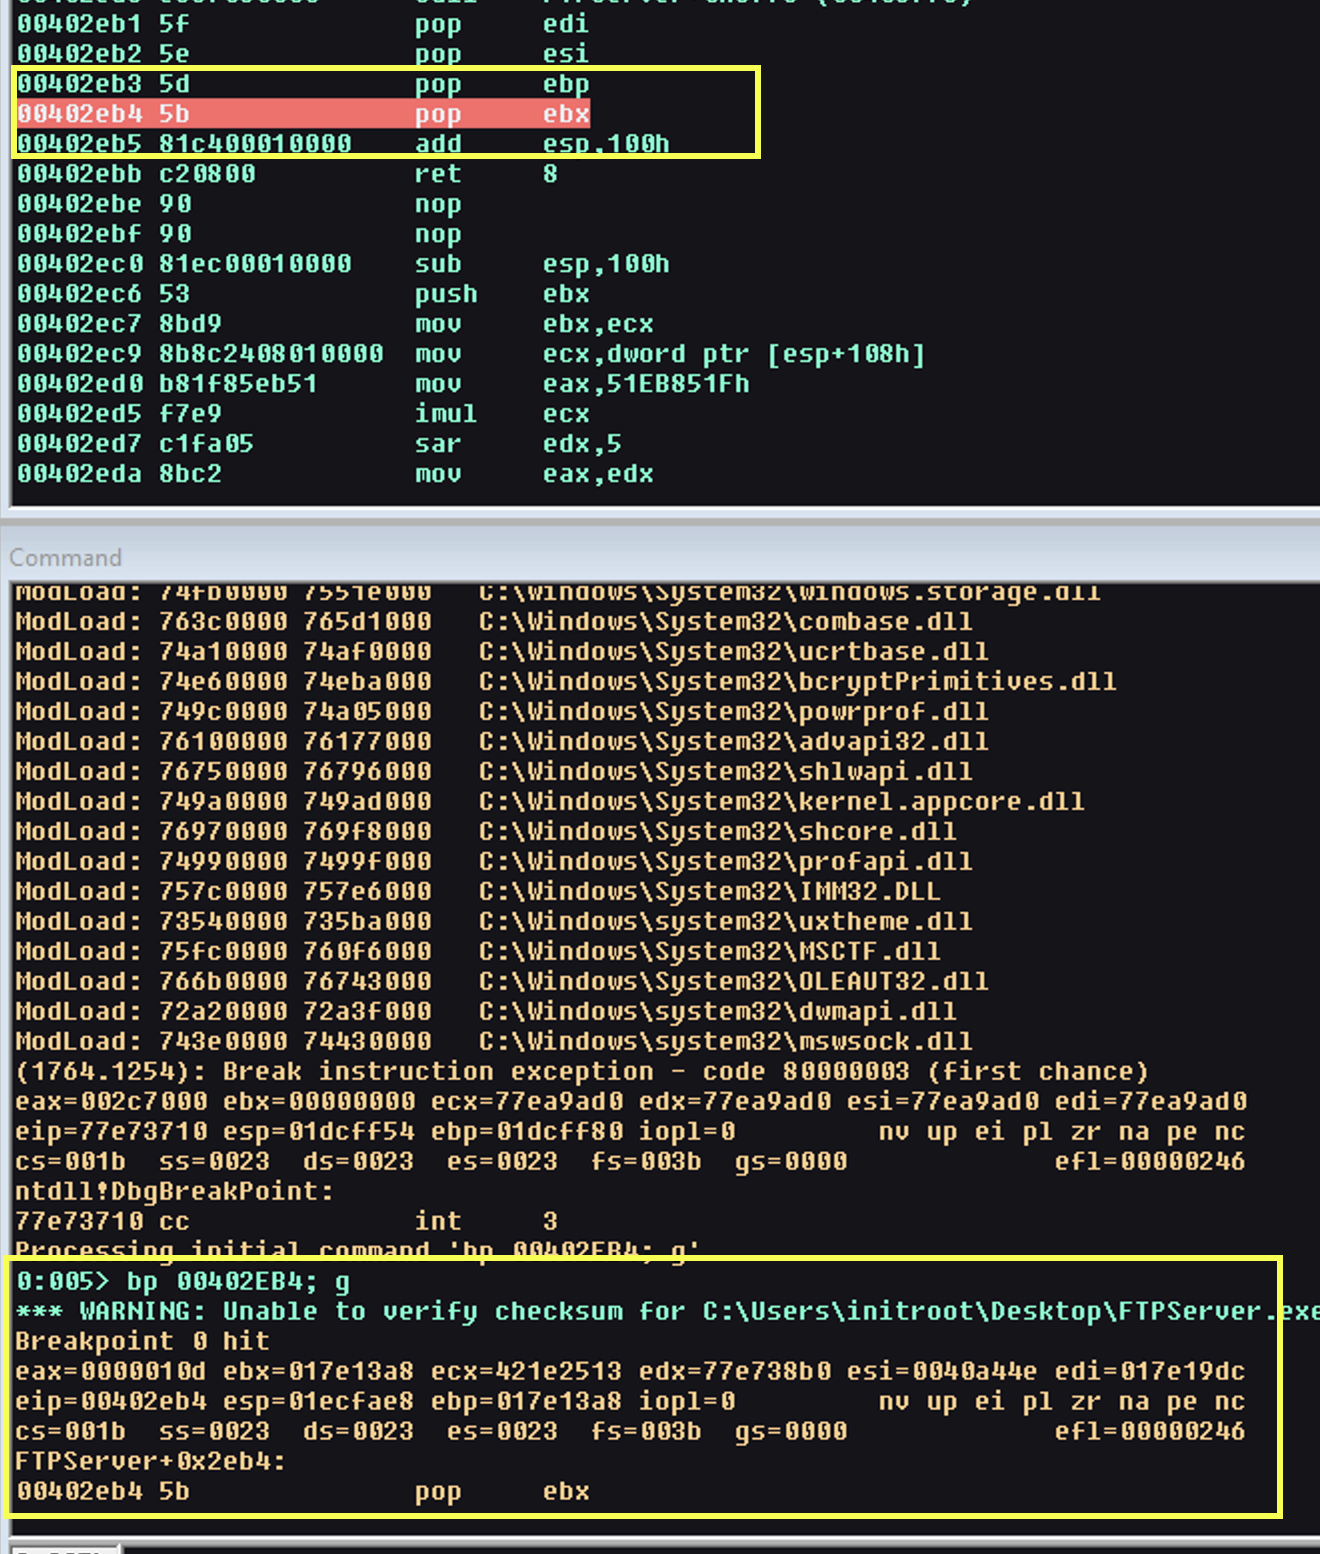 00402eb1 5f pop edi
00402eb2 5e pop esi
00402eb3 5d pop ebp
00402eb4 5b pop ebx
00402eb5 81c400010000 add esp,100h
00402ebb c20800 ret 8
00402ebe 90 nop
00402ebf 90 nop
00402ec0 81ec00010000 sub esp,100h
00402ec6 53 push ebx
00402ec7 8bd9 mov ebx,ecx
00402ec9 8b8c2408010000 mov ecx,dword ptr [esp+108h]
00402ed0 b81f85eb51 mov eax,51EB851Fh
00402ed5 f7e9 imul ecx
00402ed7 c1fa05 sar edx,5
00402eda 8bc2 mov eax,edx
Command
ModLoad: 74fb0000 7551e000 C:\Windows\System32\windows.storage.dll
ModLoad: 763c0000 765d1000 C:\Windows\System32\combase.dll
ModLoad: 74a10000 74af0000 C:\Windows\System32\ucrtbase.dll
ModLoad: 74e60000 74eba000 C:\Windows\System32\bcryptPrimitives.dll
ModLoad: 749c0000 74a05000 C:\Windows\System32\powrprof.dll
ModLoad: 76100000 76177000 C:\Windows\System32\advapi32.dll
ModLoad: 76750000 76796000 C:\Windows\System32\shlwapi.dll
ModLoad: 749a0000 749ad000 C:\Windows\System32\kernel.appcore.dll
ModLoad: 76970000 769f8000 C:\Windows\System32\shcore.dll
ModLoad: 74990000 7499f000 C:\Windows\System32\profapi.dll
ModLoad: 757c0000 757e6000 C:\Windows\System32\IMM32.DLL
ModLoad: 73540000 735ba000 C:\Windows\system32\uxtheme.dll
ModLoad: 75fc0000 760f6000 C:\Windows\System32\MSCTF.dll
ModLoad: 766b0000 76743000 C:\Windows\System32\OLEAUT32.dll
ModLoad: 72a20000 72a3f000 C:\Windows\system32\dwmapi.dll
ModLoad: 743e0000 74430000 C:\Windows\system32\mswsock.dll
(1764.1254): Break instruction exception - code 80000003 (first chance)
eax=002c7000 ebx=00000000 ecx=77ea9ad0 edx=77ea9ad0 esi=77ea9ad0 edi=77ea9ad0
eip=77e73710 esp=01dcff54 ebp=01dcff80 iopl=0 nv up ei pl zr na pe nc
cs=001b ss=0023 ds=0023 es=0023 fs=003b gs=0000 efl=00000246
ntdll!DbgBreakPoint:
77e73710 cc int 3
Processing initial command 'bp 00402EB4; g'
0:005> bp 00402EB4; g
*** WARNING: Unable to verify checksum for C:\Users\initroot\Desktop\FTPServer.exe
Breakpoint 0 hit
eax=0000010d ebx=017e13a8 ecx=421e2513 edx=77e738b0 esi=0040a44e edi=017e19dc
eip=00402eb4 esp=01ecfae8 ebp=017e13a8 iopl=0 nv up ei pl zr na pe nc
cs=001b ss=0023 ds=0023 es=0023 fs=003b gs=0000 efl=00000246
FTPServer+0x2eb4:
00402eb4 5b pop ebx